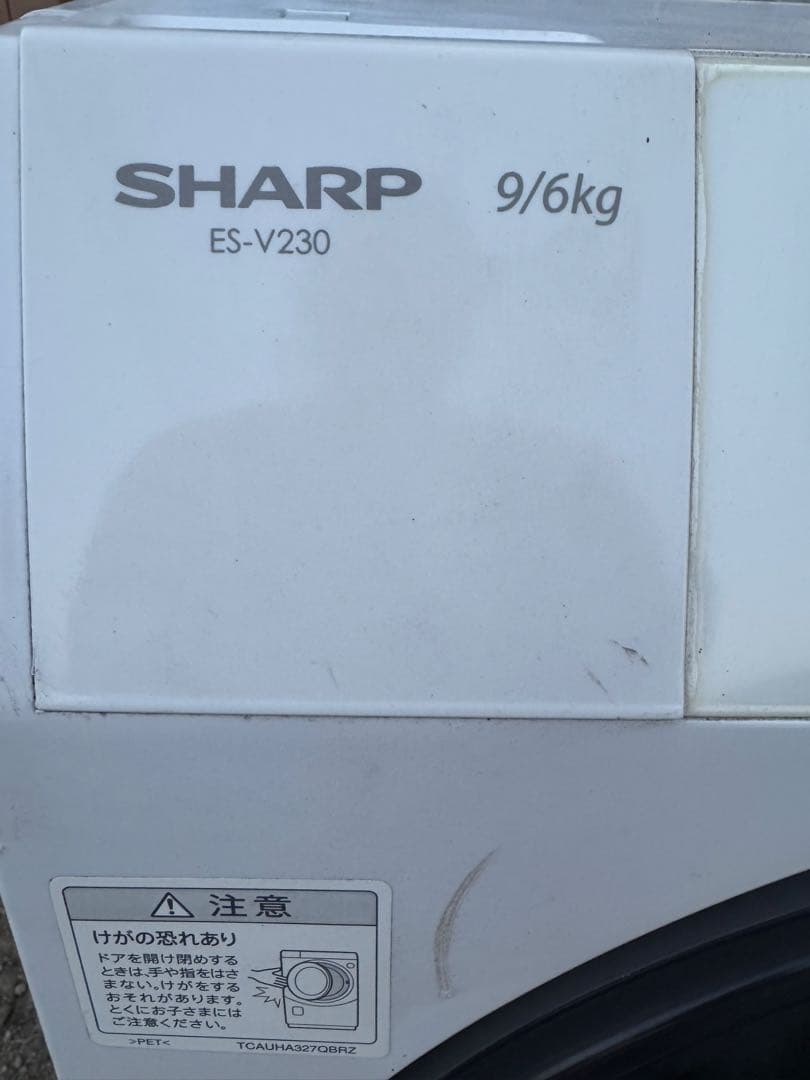 SHARP 9/6kg
ES-V230
注意
けがの恐れあり
ドアを開け閉めする
ときは、手や指をはさ
まない。けがをする
おそれがあります。
とくにお子さまには
ご注意ください。
>PET<
TCAUHA327QBRZ